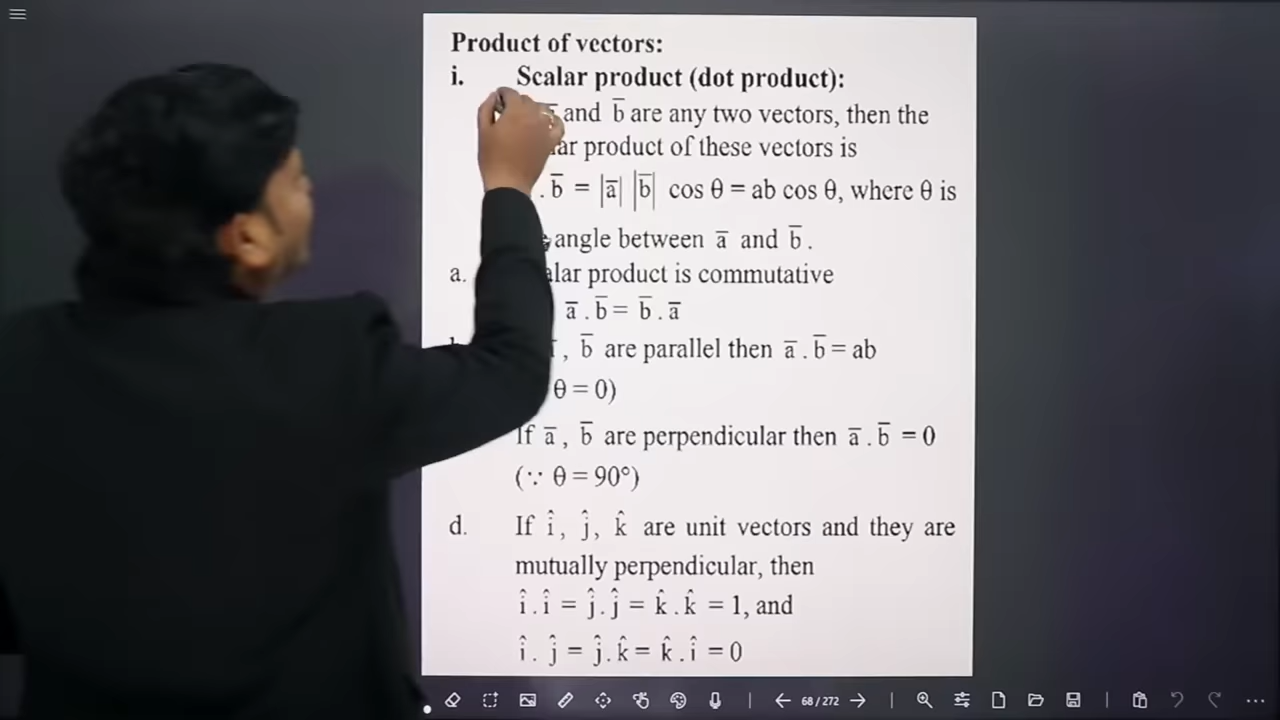 Product of vectors:
i. Scalar product (dot product):
and b̅ are any two vectors, then the
product of these vectors is
. b̅ = |a̅| |b̅| cos θ = ab cos θ, where θ is
angle between a̅ and b̅.
a. product is commutative
a̅ . b̅ = b̅ . a̅
, b̅ are parallel then a̅ . b̅ = ab
θ = 0)
If a̅ , b̅ are perpendicular then a̅ . b̅ = 0
(∵ θ = 90°)
d. If î, ĵ, k̂ are unit vectors and they are
mutually perpendicular, then
î . î = ĵ . ĵ = k̂ . k̂ = 1, and
î . ĵ = ĵ . k̂ = k̂ . î = 0
68 / 272